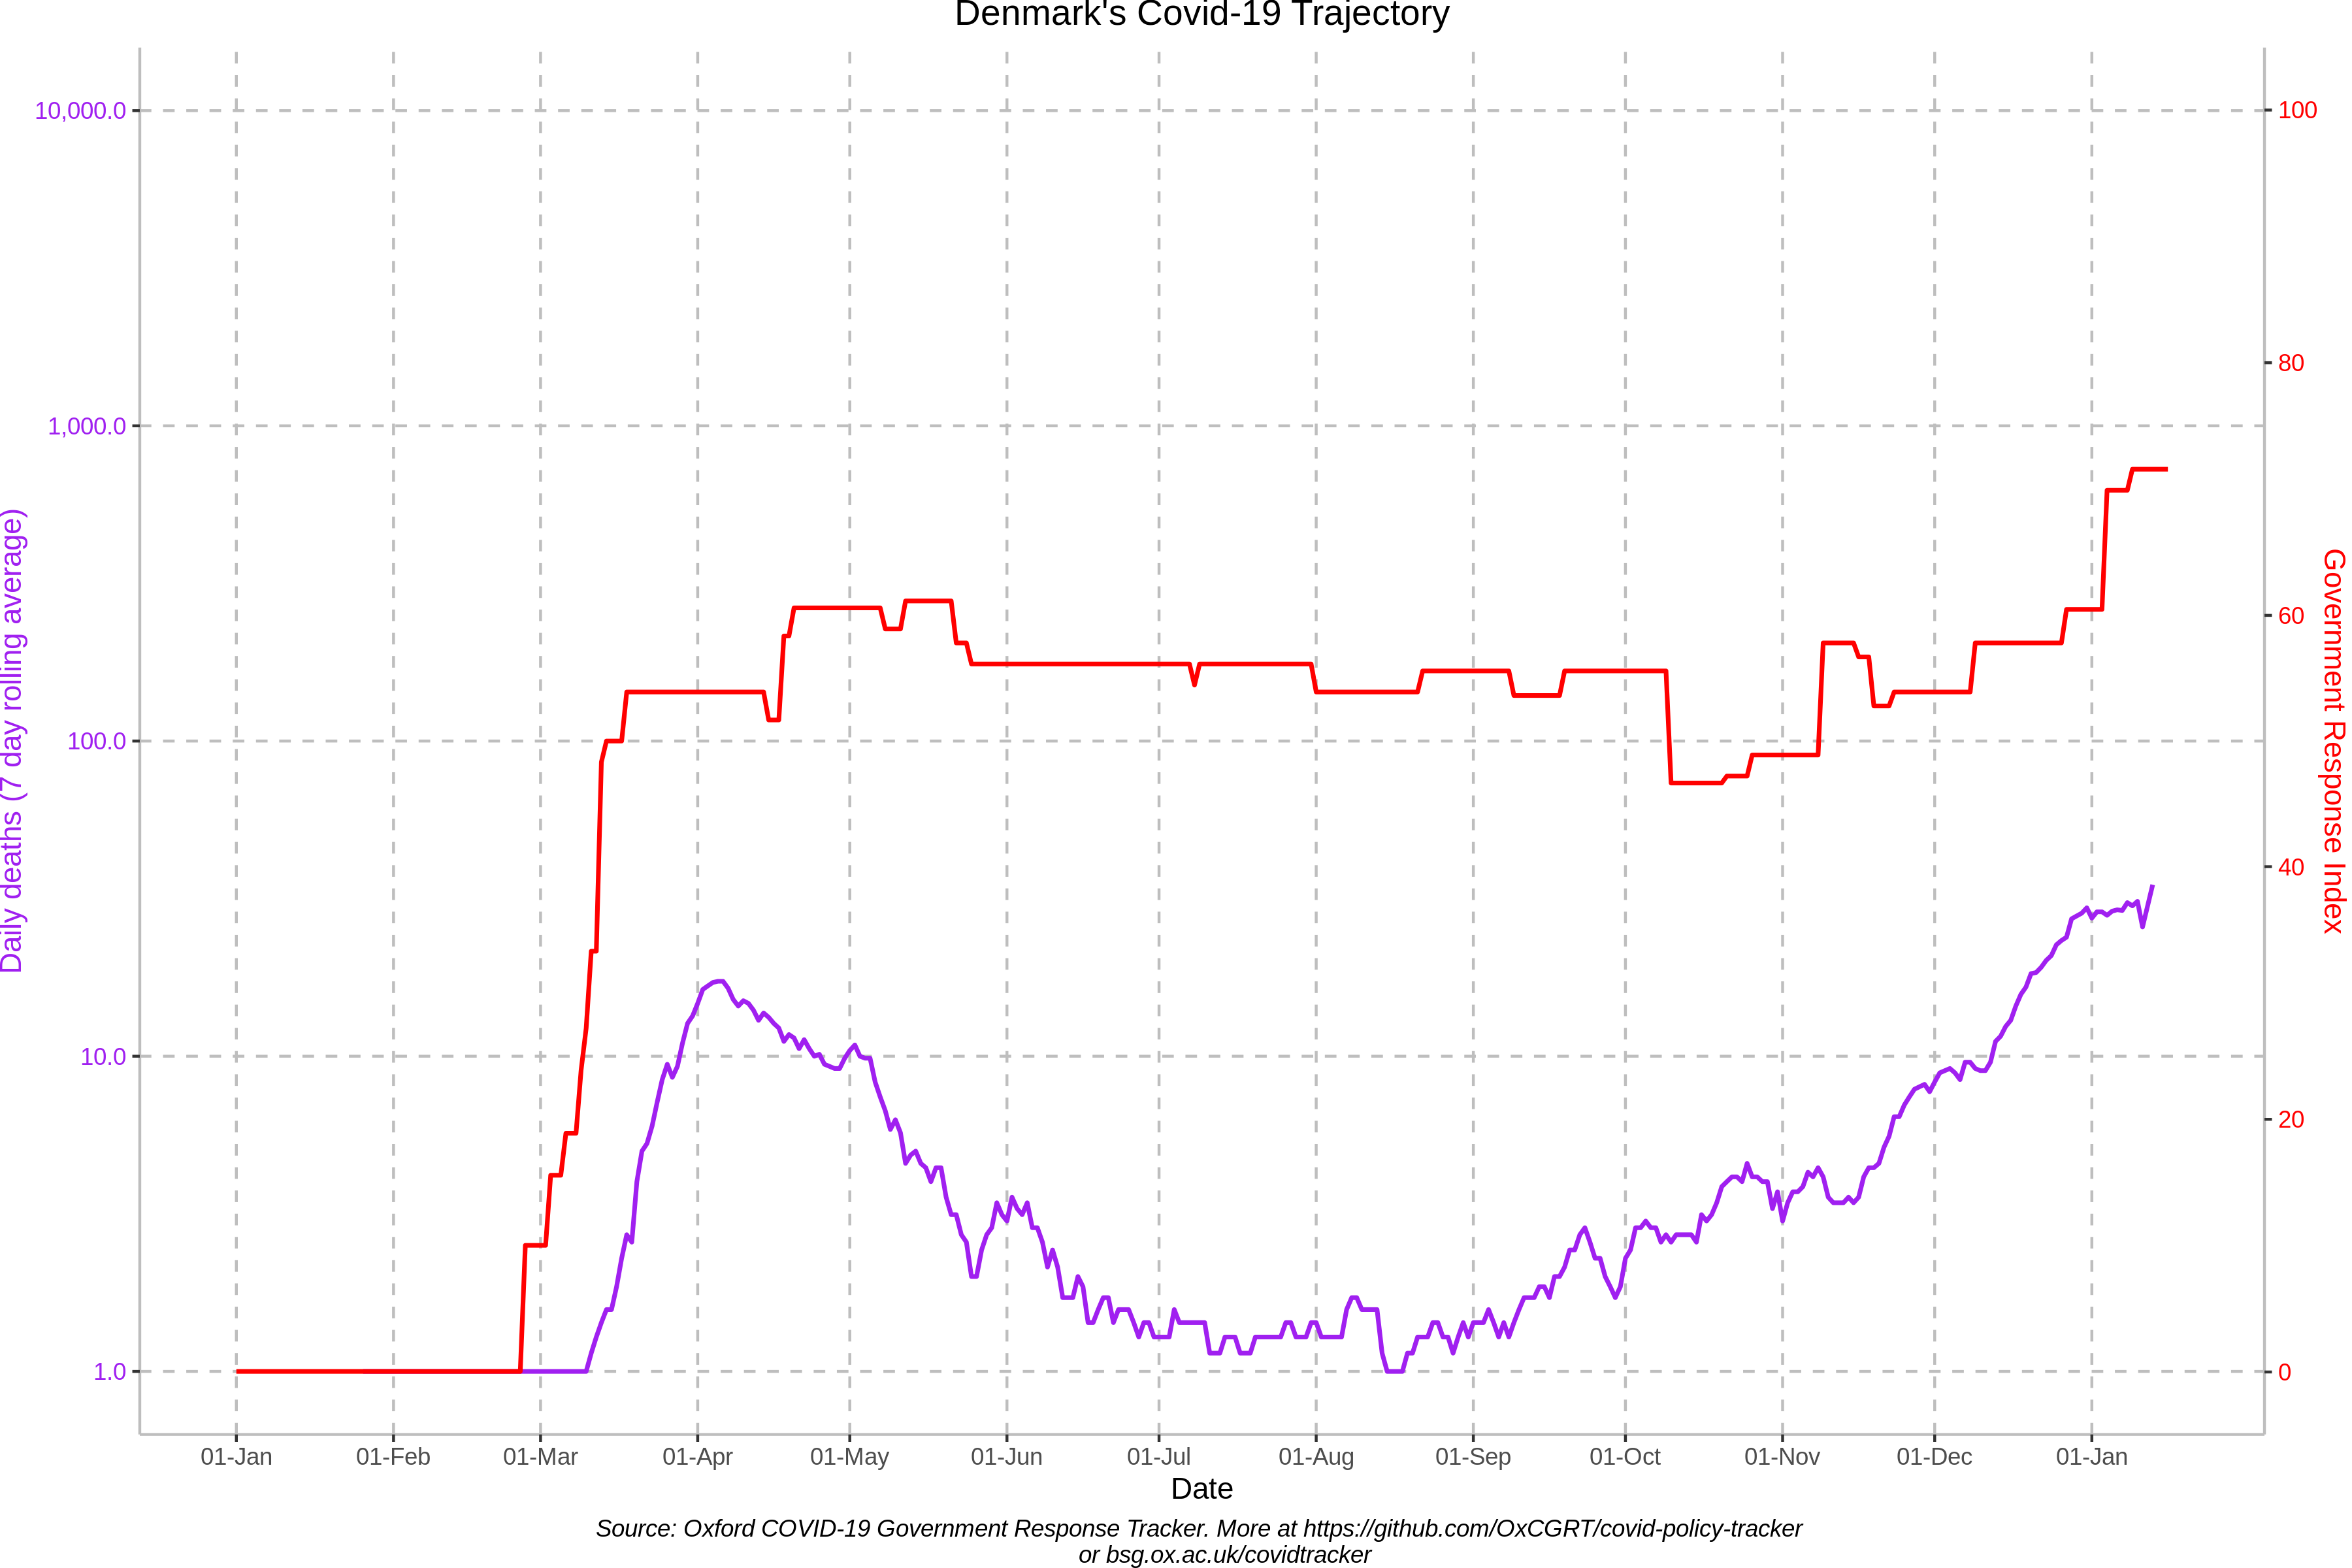 Denmark's Covid-19 Trajectory
10,000.0
1,000.0
100.0
10.0
1.0
Daily deaths (7 day rolling average)
100
80
60
40
20
0
Government Response Index
01-Jan 01-Feb 01-Mar 01-Apr 01-May 01-Jun 01-Jul 01-Aug 01-Sep 01-Oct 01-Nov 01-Dec 01-Jan
Date
Source: Oxford COVID-19 Government Response Tracker. More at https://github.com/OxCGRT/covid-policy-tracker
or bsg.ox.ac.uk/covidtracker